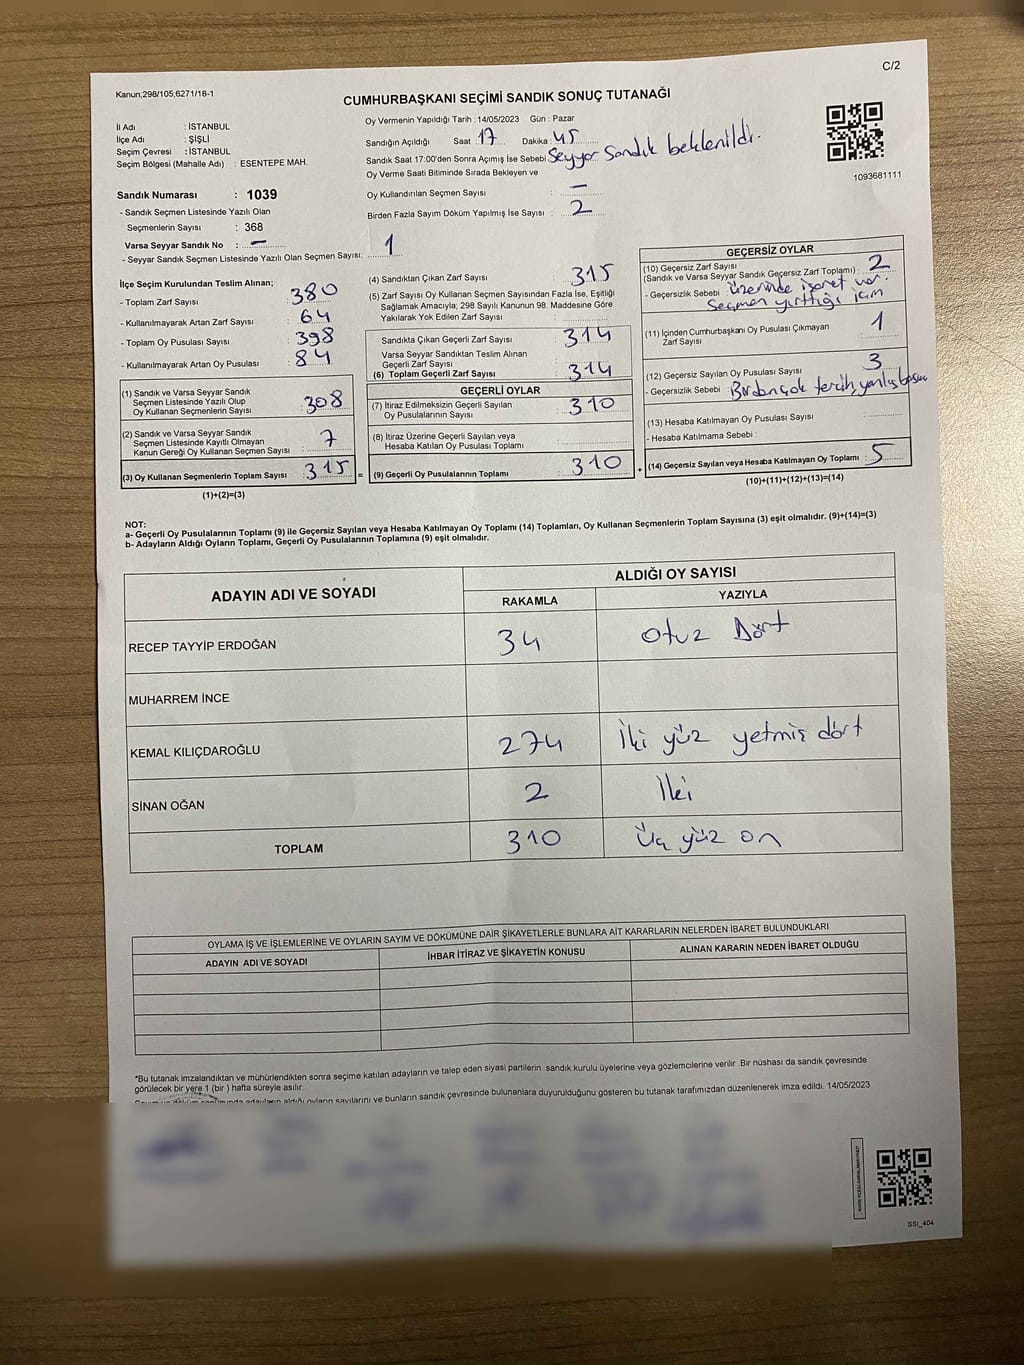 C/2
Kanun;298/105;6271/18-1
CUMHURBAŞKANI SEÇİMİ SANDIK SONUÇ TUTANAĞI
İl Adı : İSTANBUL
İlçe Adı : ŞİŞLİ
Seçim Çevresi : İSTANBUL
Seçim Bölgesi (Mahalle Adı) : ESENTEPE MAH.
Oy Vermenin Yapıldığı Tarih : 14/05/2023 Gün : Pazar
Sandığın Açıldığı Saat 17 Dakika 45
Sandık Saat 17:00'den Sonra Açımış İse Sebebi Seyyar Sandık beklenildi.
Oy Verme Saati Bitiminde Sırada Bekleyen ve
Oy Kullandırılan Seçmen Sayısı : –
Birden Fazla Sayım Döküm Yapılmış İse Sayısı : 2
1093681111
Sandık Numarası : 1039
- Sandık Seçmen Listesinde Yazılı Olan
Seçmenlerin Sayısı : 368
Varsa Seyyar Sandık No : –
- Seyyar Sandık Seçmen Listesinde Yazılı Olan Seçmen Sayısı. 1
İlçe Seçim Kurulundan Teslim Alınan;
- Toplam Zarf Sayısı : 380
- Kullanılmayarak Artan Zarf Sayısı : 64
- Toplam Oy Pusulası Sayısı : 398
- Kullanılmayarak Artan Oy Pusulası : 84
(1) Sandık ve Varsa Seyyar Sandık
Seçmen Listesinde Yazılı Olup
Oy Kullanan Seçmenlerin Sayısı : 308
(2) Sandık ve Varsa Seyyar Sandık
Seçmen Listesinde Kayıtlı Olmayan
Kanun Gereği Oy Kullanan Seçmen Sayısı : 7
(3) Oy Kullanan Seçmenlerin Toplam Sayısı : 315 =
(1)+(2)=(3)
(4) Sandıktan Çıkan Zarf Sayısı : 315
(5) Zarf Sayısı Oy Kullanan Seçmen Sayısından Fazla İse, Eşitliği
Sağlamak Amacıyla; 298 Sayılı Kanunun 98. Maddesine Göre
Yakılarak Yok Edilen Zarf Sayısı :
Sandıkta Çıkan Geçerli Zarf Sayısı : 314
Varsa Seyyar Sandıktan Teslim Alınan
Geçerli Zarf Sayısı :
(6) Toplam Geçerli Zarf Sayısı : 314
GEÇERLİ OYLAR
(7) İtiraz Edilmeksizin Geçerli Sayılan
Oy Pusulalarının Sayısı : 310
(8) İtiraz Üzerine Geçerli Sayılan veya
Hesaba Katılan Oy Pusulası Toplamı :
(9) Geçerli Oy Pusulalarının Toplamı : 310 +
GEÇERSİZ OYLAR
(10) Geçersiz Zarf Sayısı
(Sandık ve Varsa Seyyar Sandık Geçersiz Zarf Toplamı) : 2
- Geçersizlik Sebebi : üzerinde işaret var.
Seçmen yırttığı için
(11) İçinden Cumhurbaşkanı Oy Pusulası Çıkmayan
Zarf Sayısı : 1
(12) Geçersiz Sayılan Oy Pusulası Sayısı : 3
- Geçersizlik Sebebi : Birden çok tercih, yanlış
(13) Hesaba Katılmayan Oy Pusulası Sayısı :
- Hesaba Katılmama Sebebi :
(14) Geçersiz Sayılan veya Hesaba Katılmayan Oy Toplamı : 5
(10)+(11)+(12)+(13)=(14)
NOT:
a- Geçerli Oy Pusulalarının Toplamı (9) ile Geçersiz Sayılan veya Hesaba Katılmayan Oy Toplamı (14) Toplamları, Oy Kullanan Seçmenlerin Toplam Sayısına (3) eşit olmalıdır. (9)+(14)=(3)
b- Adayların Aldığı Oyların Toplamı, Geçerli Oy Pusulalarının Toplamına (9) eşit olmalıdır.
ADAYIN ADI VE SOYADI ALDIĞI OY SAYISI
RAKAMLA YAZIYLA
RECEP TAYYİP ERDOĞAN 34 Otuz Dört
MUHARREM İNCE
KEMAL KILIÇDAROĞLU 274 İki yüz yetmiş dört
SİNAN OĞAN 2 İki
TOPLAM 310 Üç yüz on
OYLAMA İŞ VE İŞLEMLERİNE VE OYLARIN SAYIM VE DÖKÜMÜNE DAİR ŞİKAYETLERLE BUNLARA AİT KARARLARIN NELERDEN İBARET BULUNDUKLARI
ADAYIN ADI VE SOYADI İHBAR İTİRAZ VE ŞİKAYETİN KONUSU ALINAN KARARIN NEDEN İBARET OLDUĞU
*Bu tutanak imzalandıktan ve mühürlendikten sonra seçime katılan adayların ve talep eden siyasi partilerin sandık kurulu üyelerine veya gözlemcilerine verilir .Bir nüshası da sandık çevresinde
görülecek bir yere 1 (bir ) hafta süreyle asılır.
adayların aldığı oyların sayılarını ve bunların sandık çevresinde bulunanlara duyurulduğunu gösteren bu tutanak tarafımızdan düzenlenerek imza edildi. 14/05/2023
SSI_404